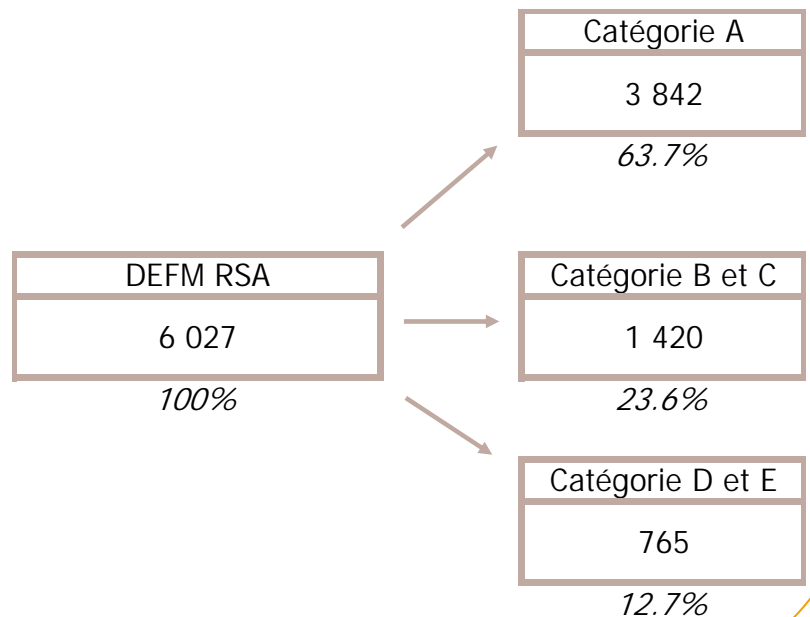 Catégorie A
3 842
63.7%
DEFM RSA
6 027
100%
Catégorie B et C
1 420
23.6%
Catégorie D et E
765
12.7%